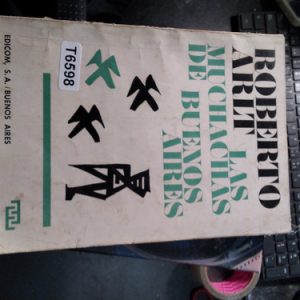 ROBERTO
ARLT
LAS
MUCHACHAS
DE BUENOS
AIRES
T6598
EDICOM, S.A./BUENOS AIRES